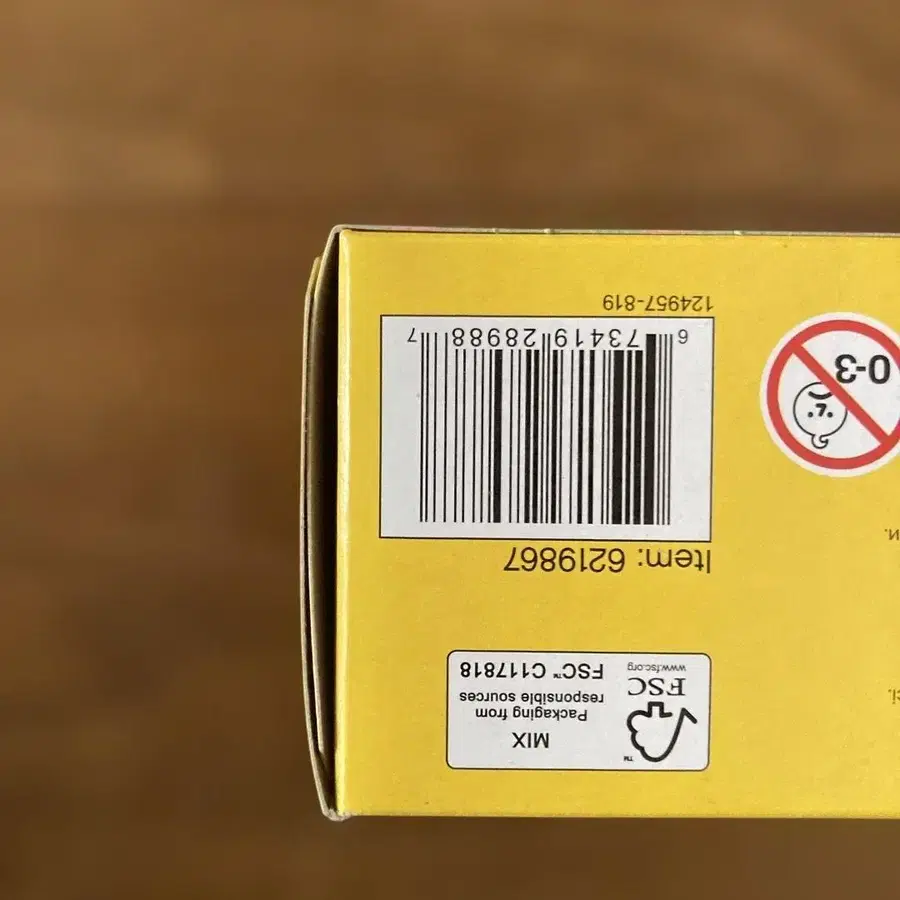 MIX
Packaging from
responsible sources
FSC™ C117818
™
FSC
www.fsc.org
Item: 6219867
6 73419 28988 7
124957-819
0-3